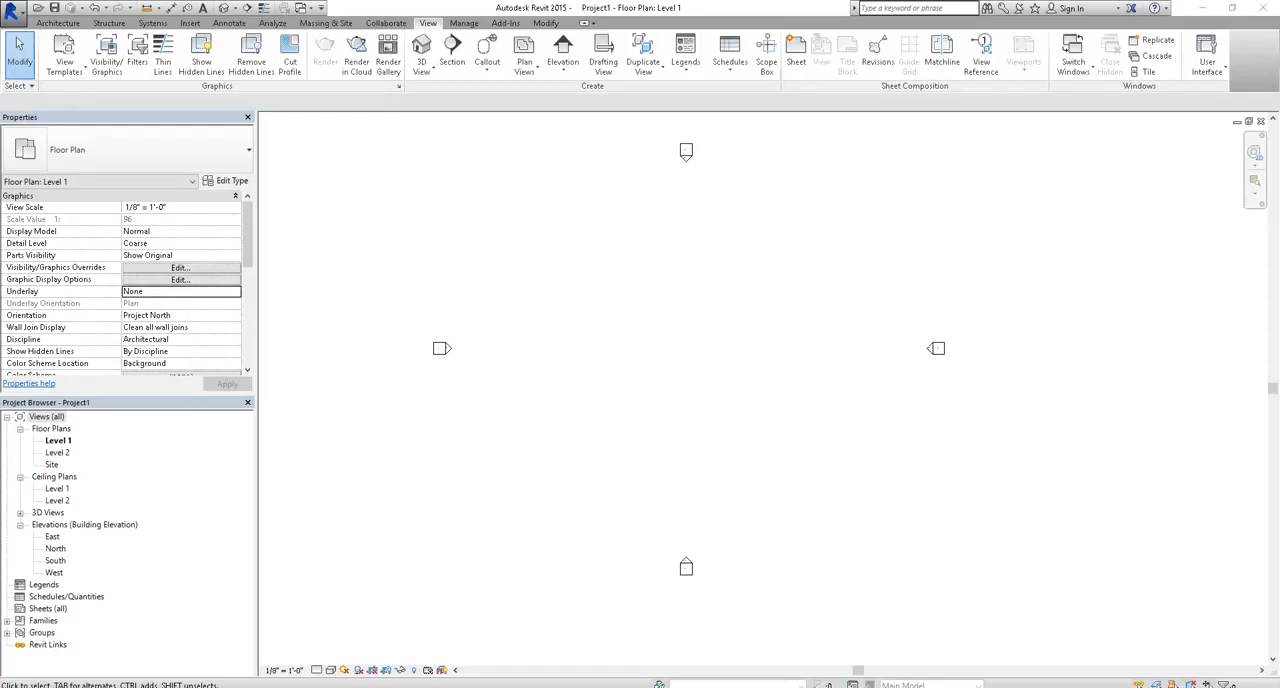 Autodesk Revit 2015 - Project1 - Floor Plan: Level 1
Type a keyword or phrase
Sign In
Architecture Structure Systems Insert Annotate Analyze Massing & Site Collaborate View Manage Add-Ins Modify
Modify
View Templates
Visibility/ Graphics
Filters
Thin Lines
Show Hidden Lines
Remove Hidden Lines
Cut Profile
Render
Render in Cloud
Render Gallery
3D View
Section
Callout
Plan Views
Elevation
Drafting View
Duplicate View
Legends
Schedules
Scope Box
Sheet
View
Title Block
Revisions
Guide Grid
Matchline
View Reference
Viewports
Switch Windows
Close Hidden
Replicate
Cascade
Tile
User Interface
Select Graphics Create Sheet Composition Windows
Properties
Floor Plan
Floor Plan: Level 1 Edit Type
Graphics
View Scale 1/8" = 1'-0"
Scale Value 1: 96
Display Model Normal
Detail Level Coarse
Parts Visibility Show Original
Visibility/Graphics Overrides Edit...
Graphic Display Options Edit...
Underlay None
Underlay Orientation Plan
Orientation Project North
Wall Join Display Clean all wall joins
Discipline Architectural
Show Hidden Lines By Discipline
Color Scheme Location Background
Color Scheme
Properties help Apply
Project Browser - Project1
Views (all)
Floor Plans
Level 1
Level 2
Site
Ceiling Plans
Level 1
Level 2
3D Views
Elevations (Building Elevation)
East
North
South
West
Legends
Schedules/Quantities
Sheets (all)
Families
Groups
Revit Links
1/8" = 1'-0"
Click to select, TAB for alternates, CTRL adds, SHIFT unselects.
:0
Main Model
:0